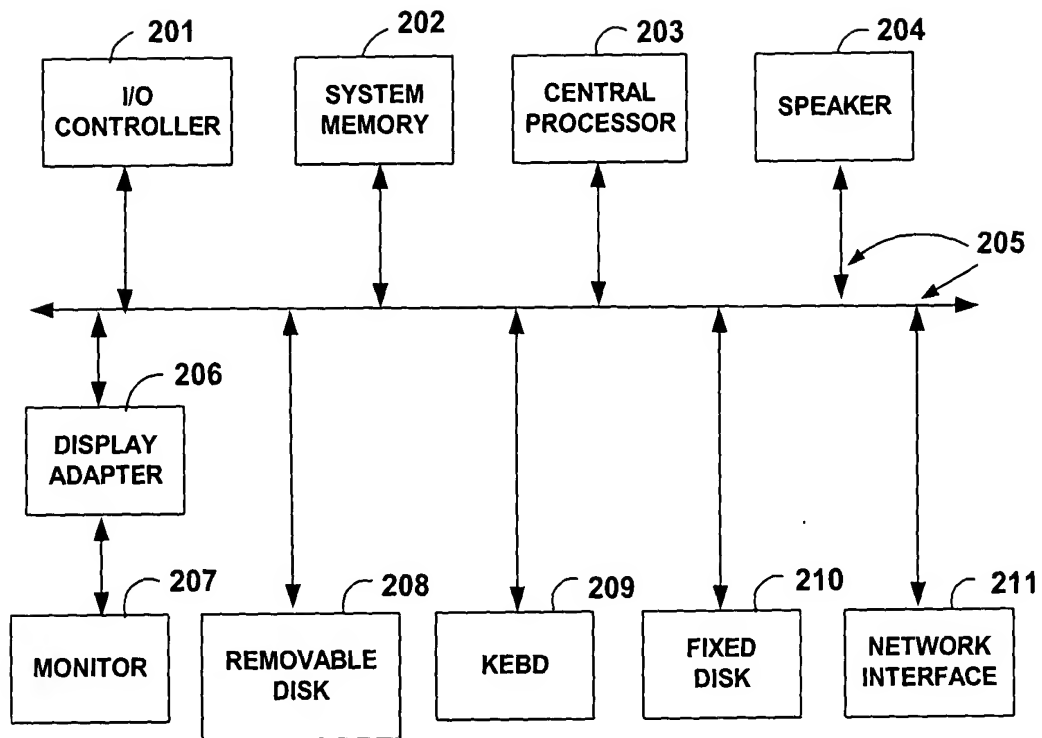 201
202
203
204
I/O
CONTROLLER
SYSTEM
MEMORY
CENTRAL
PROCESSOR
SPEAKER
205
206
DISPLAY
ADAPTER
207
208
209
210
211
MONITOR
REMOVABLE
DISK
KEBD
FIXED
DISK
NETWORK
INTERFACE